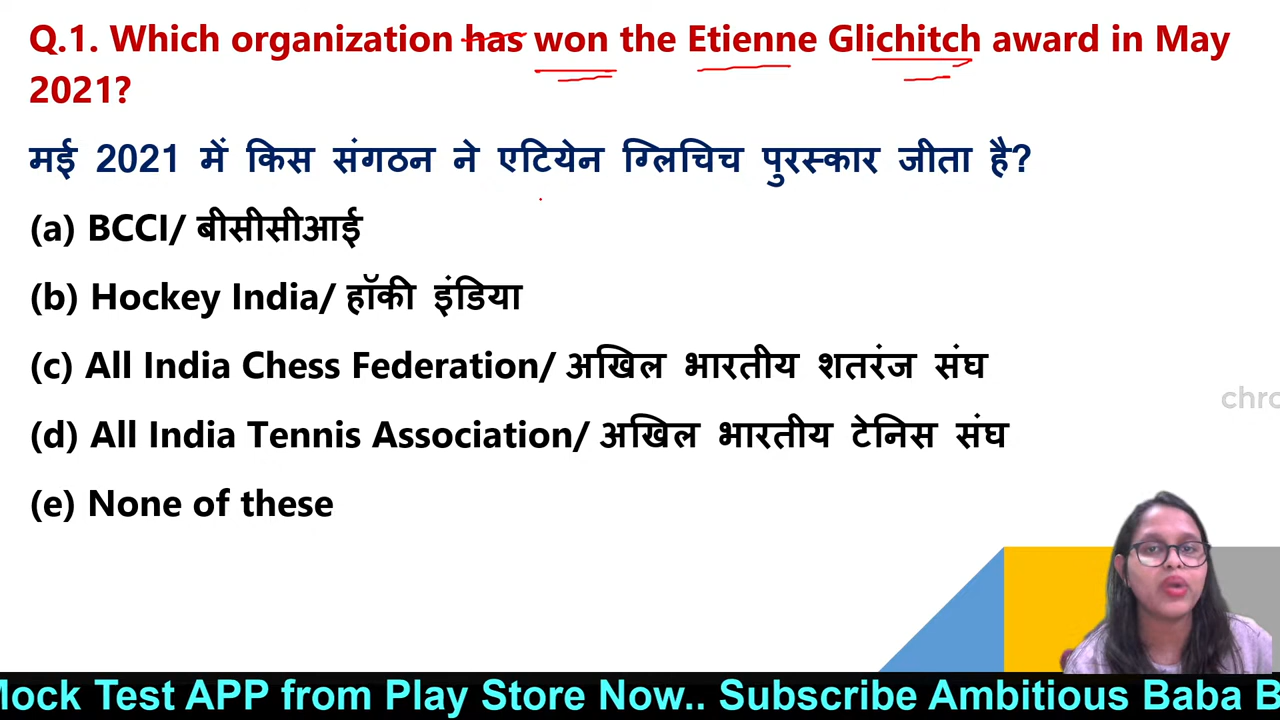 Q.1. Which organization has won the Etienne Glichitch award in May
2021?
मई 2021 में किस संगठन ने एटियेन ग्लिचिच पुरस्कार जीता है?
(a) BCCI/ बीसीसीआई
(b) Hockey India/ हॉकी इंडिया
(c) All India Chess Federation/ अखिल भारतीय शतरंज संघ
chro
(d) All India Tennis Association/ अखिल भारतीय टेनिस संघ
(e) None of these
Mock Test APP from Play Store Now.. Subscribe Ambitious Baba B